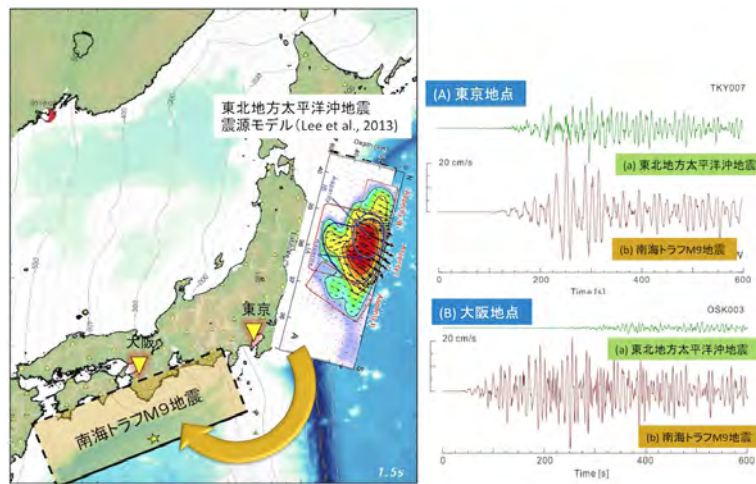 東北地方太平洋沖地震
震源モデル(Lee et al., 2013)
東京
大阪
南海トラフM9地震
1.5s
(A) 東京地点
TKY007
(a) 東北地方太平洋沖地震
20 cm/s
(b) 南海トラフM9地震
0
200
400
600
Time [s]
(B) 大阪地点
OSK003
20 cm/s
(a) 東北地方太平洋沖地震
(b) 南海トラフM9地震
0
200
400
600
Time [s]